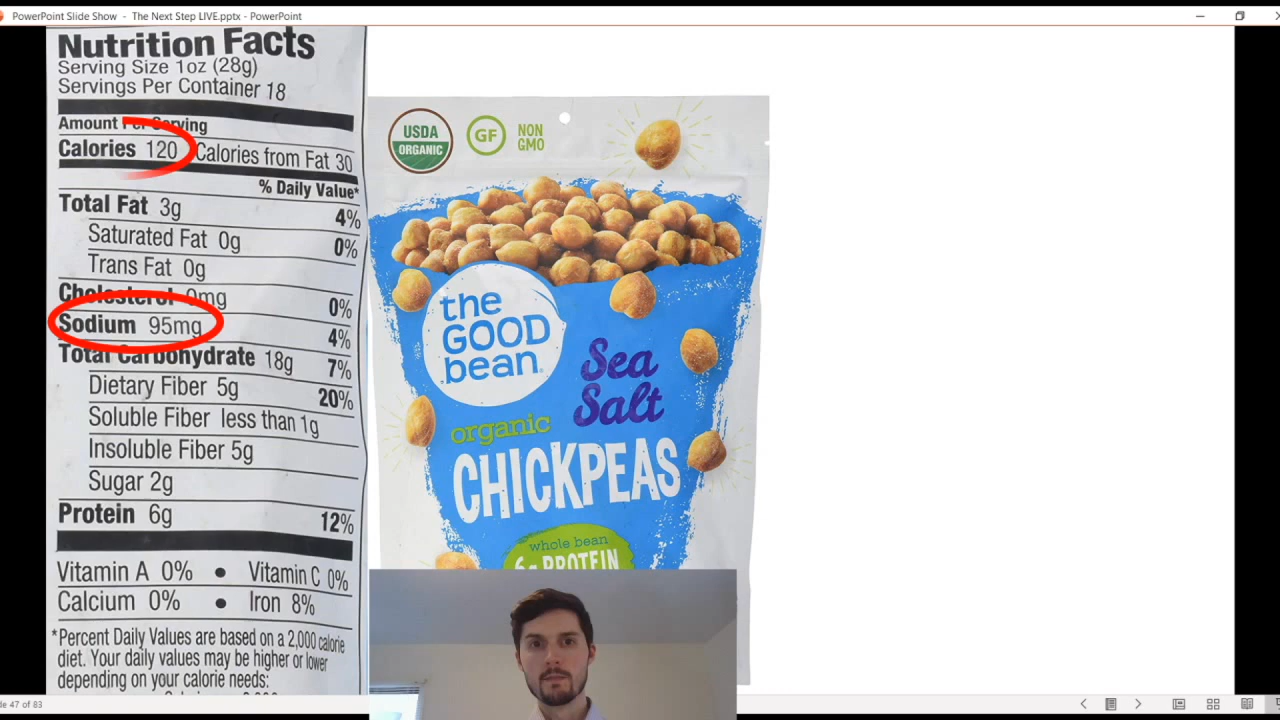 PowerPoint Slide Show - The Next Step LIVE.pptx - PowerPoint
Nutrition Facts
Serving Size 1oz (28g)
Servings Per Container 18
Amount Per Serving
Calories 120 Calories from Fat 30
% Daily Value*
Total Fat 3g 4%
Saturated Fat 0g 0%
Trans Fat 0g
Cholesterol 0mg 0%
Sodium 95mg 4%
Total Carbohydrate 18g 7%
Dietary Fiber 5g 20%
Soluble Fiber less than 1g
Insoluble Fiber 5g
Sugar 2g
Protein 6g 12%
Vitamin A 0% • Vitamin C 0%
Calcium 0% • Iron 8%
*Percent Daily Values are based on a 2,000 calorie
diet. Your daily values may be higher or lower
depending on your calorie needs:
USDA
ORGANIC
GF
NON
GMO
the
GOOD
bean
Sea
Salt
organic
CHICKPEAS
whole bean
6g PROTEIN
47 of 83